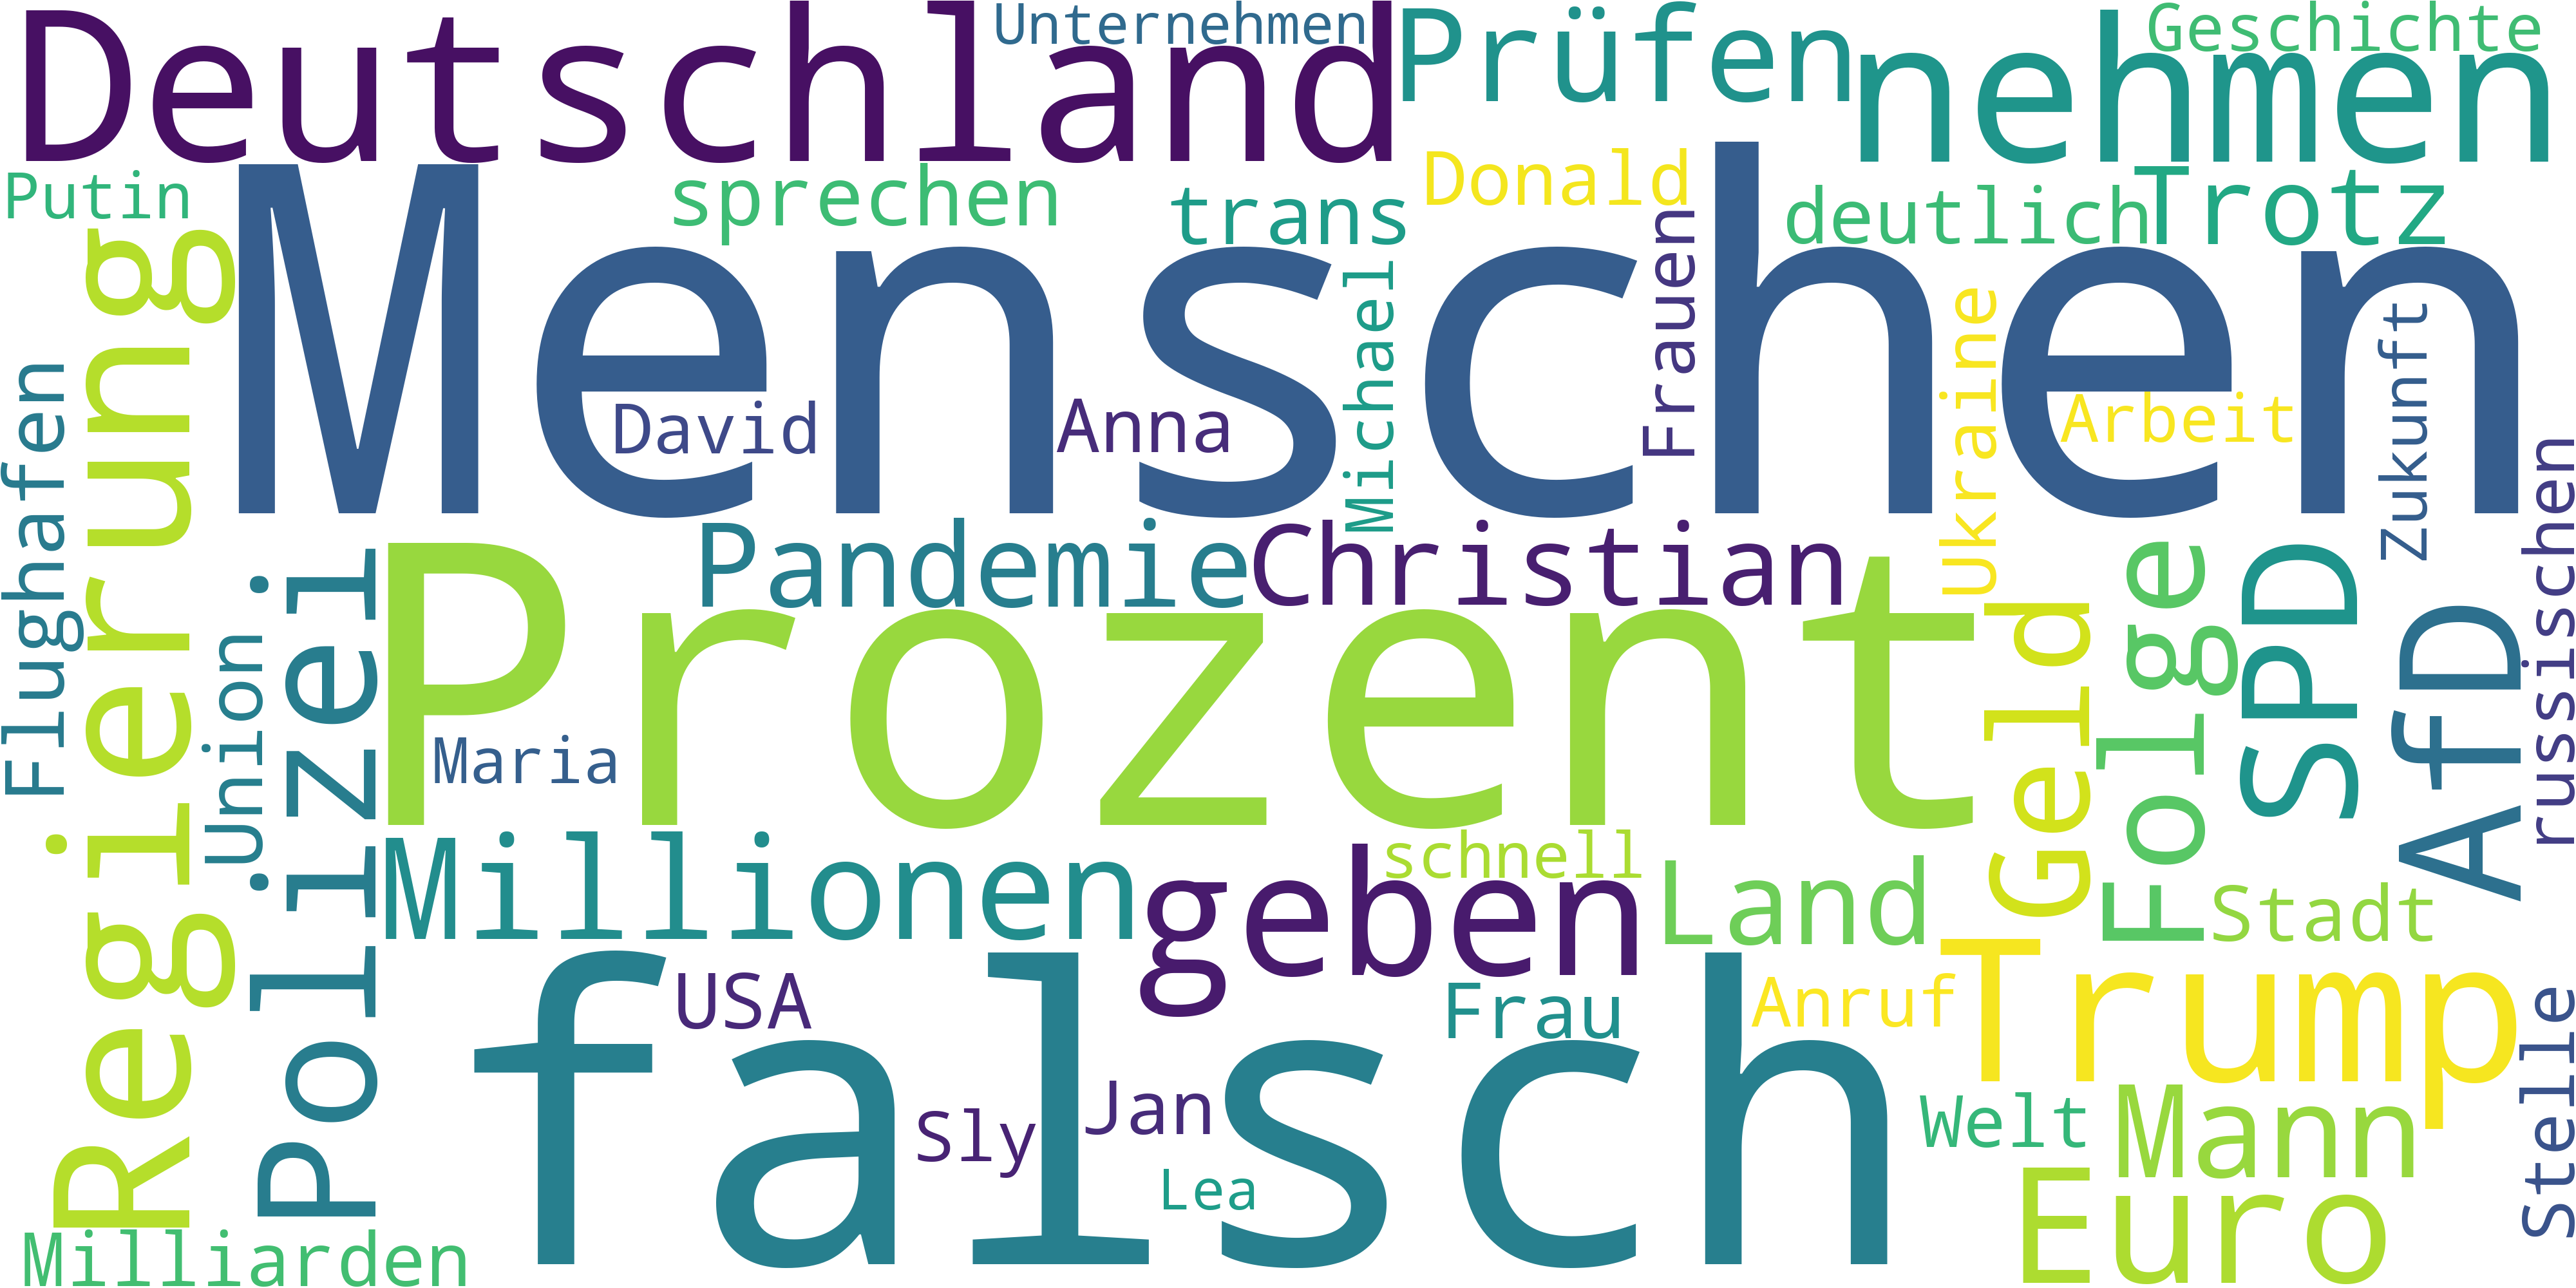 Deutschland
Unternehmen
Prüfen
nehmen
Geschichte
Putin
sprechen
trans
Donald
deutlich
Trotz
Menschen
Regierung
Flughafen
David
Anna
Michael
Frauen
Ukraine
Arbeit
Zukunft
russischen
Pandemie
Christian
Polizei
Union
Prozent
Maria
Geld
Folge
SPD
AfD
Millionen
schnell
geben
Land
Stadt
falsch
USA
Frau
Anruf
Trump
Sly
Jan
Lea
Welt
Mann
Stelle
Euro
Milliarden